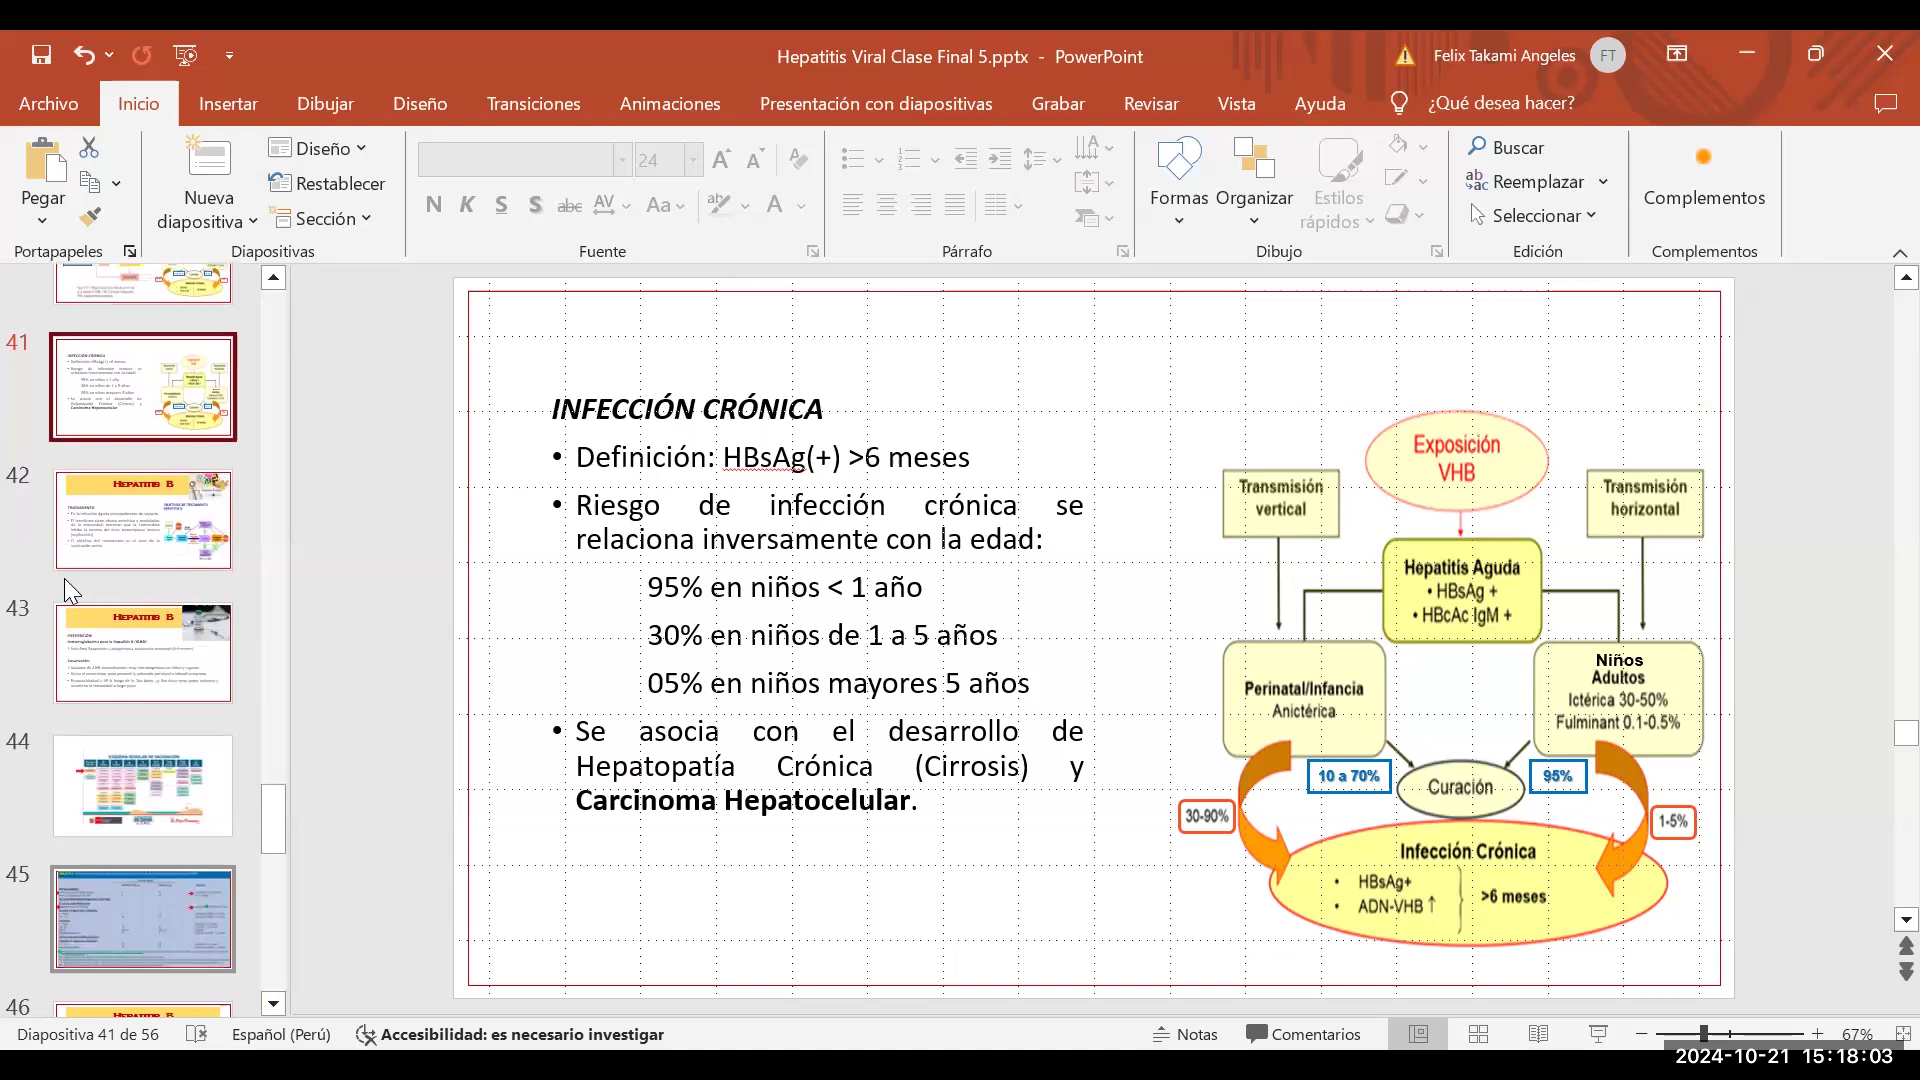 Hepatitis Viral Clase Final 5.pptx - PowerPoint
Felix Takami Angeles
FT
Archivo
Inicio
Insertar
Dibujar
Diseño
Transiciones
Animaciones
Presentación con diapositivas
Grabar
Revisar
Vista
Ayuda
¿Qué desea hacer?
Pegar
Nueva
diapositiva
Diseño
Restablecer
Sección
24
N K S S abc AV Aa A
Formas
Organizar
Estilos
rápidos
Buscar
Reemplazar
Seleccionar
Complementos
Portapapeles
Diapositivas
Fuente
Párrafo
Dibujo
Edición
Complementos
41
42
HEPATITIS B
43
HEPATITIS B
44
45
46
HEPATITIS B
INFECCIÓN CRÓNICA
• Definición: HBsAg(+) >6 meses
• Riesgo de infección crónica se
relaciona inversamente con la edad:
95% en niños < 1 año
30% en niños de 1 a 5 años
05% en niños mayores 5 años
• Se asocia con el desarrollo de
Hepatopatía Crónica (Cirrosis) y
Carcinoma Hepatocelular.
Exposición
VHB
Transmisión
vertical
Transmisión
horizontal
Hepatitis Aguda
• HBsAg +
• HBcAc IgM +
Perinatal/Infancia
Anictérica
Niños
Adultos
Ictérica 30-50%
Fulminant 0.1-0.5%
10 a 70%
Curación
95%
30-90%
1-5%
Infección Crónica
• HBsAg+
• ADN-VHB ↑
>6 meses
Diapositiva 41 de 56
Español (Perú)
Accesibilidad: es necesario investigar
Notas
Comentarios
67%
2024-10-21 15:18:03